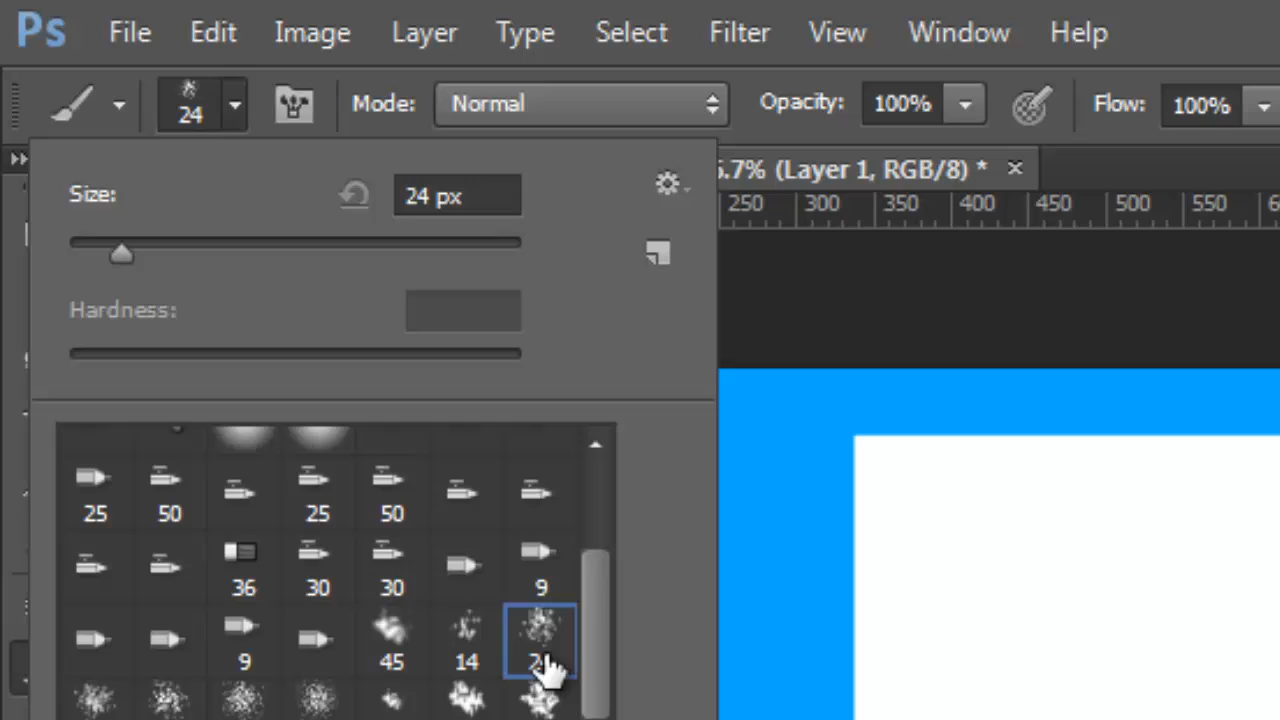 Ps File Edit Image Layer Type Select Filter View Window Help
24 Mode: Normal Opacity: 100% Flow: 100%
5.7% (Layer 1, RGB/8) * ×
Size: 24 px
250 300 350 400 450 500 550
Hardness:
25 50 25 50
36 30 30 9
9 45 14